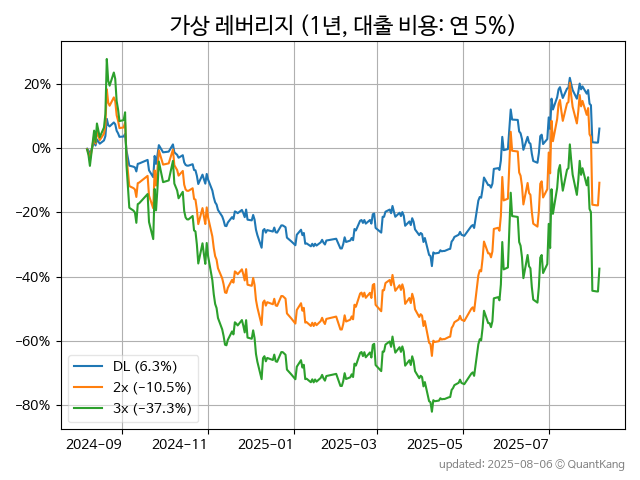 가상 레버리지 (1년, 대출 비용: 연 5%)
20%
0%
−20%
−40%
−60%
−80%
DL (6.3%)
2x (−10.5%)
3x (−37.3%)
2024-09 2024-11 2025-01 2025-03 2025-05 2025-07
updated: 2025-08-06 © QuantKang